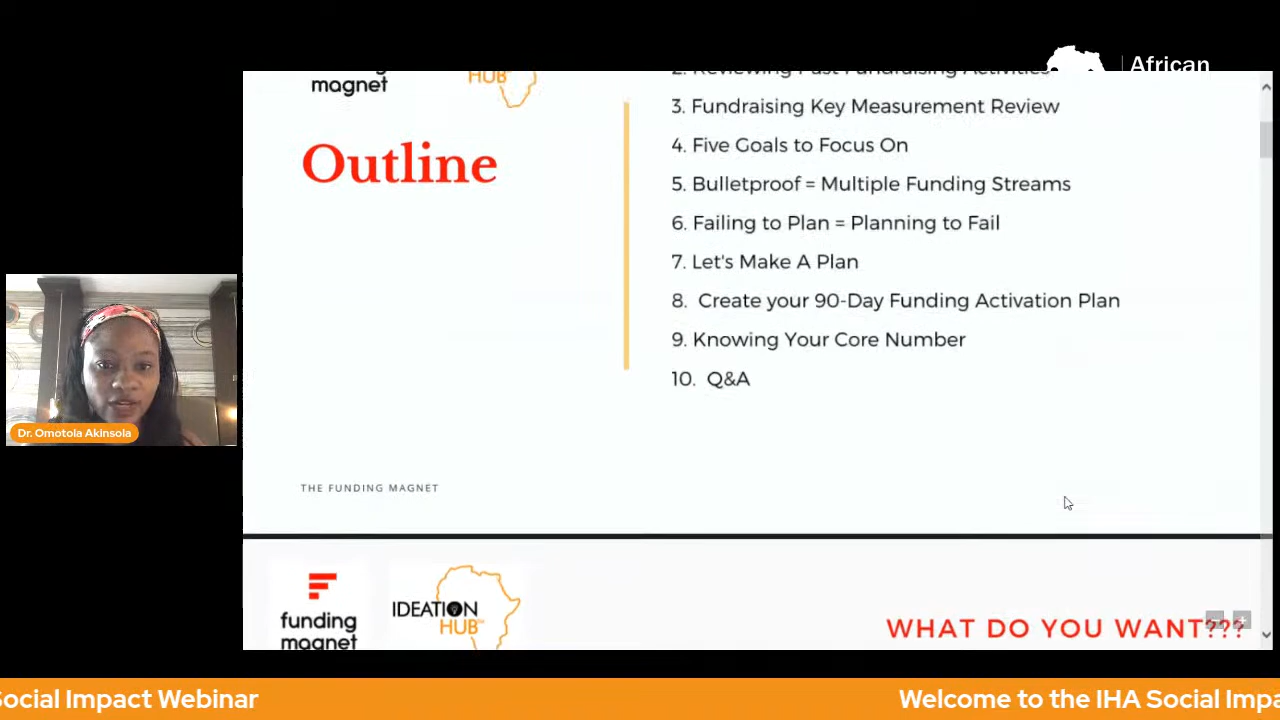 African
magnet
HUB
2. Reviewing Past Fundraising Activities
3. Fundraising Key Measurement Review
Outline
4. Five Goals to Focus On
5. Bulletproof = Multiple Funding Streams
6. Failing to Plan = Planning to Fail
7. Let's Make A Plan
8. Create your 90-Day Funding Activation Plan
9. Knowing Your Core Number
10. Q&A
Dr. Omotola Akinsola
THE FUNDING MAGNET
funding
magnet
IDEATION
HUB
WHAT DO YOU WANT???
Social Impact Webinar
Welcome to the IHA Social Impa